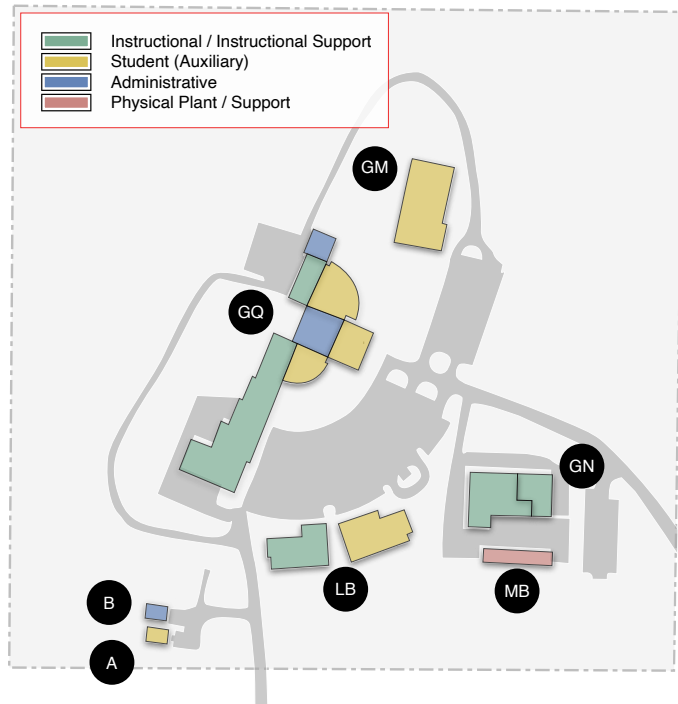 Instructional / Instructional Support
Student (Auxiliary)
Administrative
Physical Plant / Support
GM
GQ
GN
LB
MB
B
A